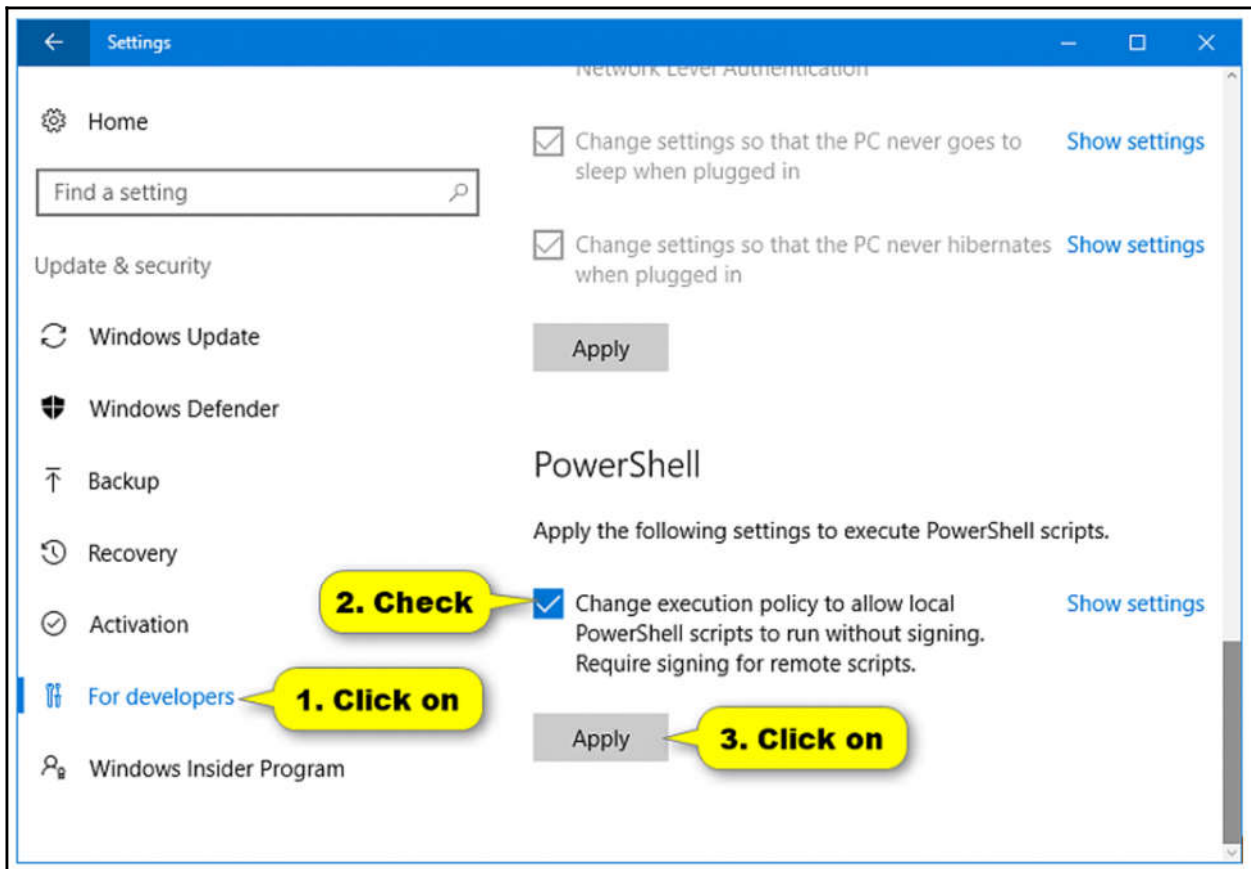 Settings
Network Level Authentication
Home
Change settings so that the PC never goes to
sleep when plugged in
Show settings
Find a setting
Change settings so that the PC never hibernates
when plugged in
Show settings
Update & security
Windows Update
Apply
Windows Defender
PowerShell
Backup
Apply the following settings to execute PowerShell scripts.
Recovery
2. Check
Change execution policy to allow local
PowerShell scripts to run without signing.
Require signing for remote scripts.
Show settings
Activation
For developers
1. Click on
Apply
3. Click on
Windows Insider Program